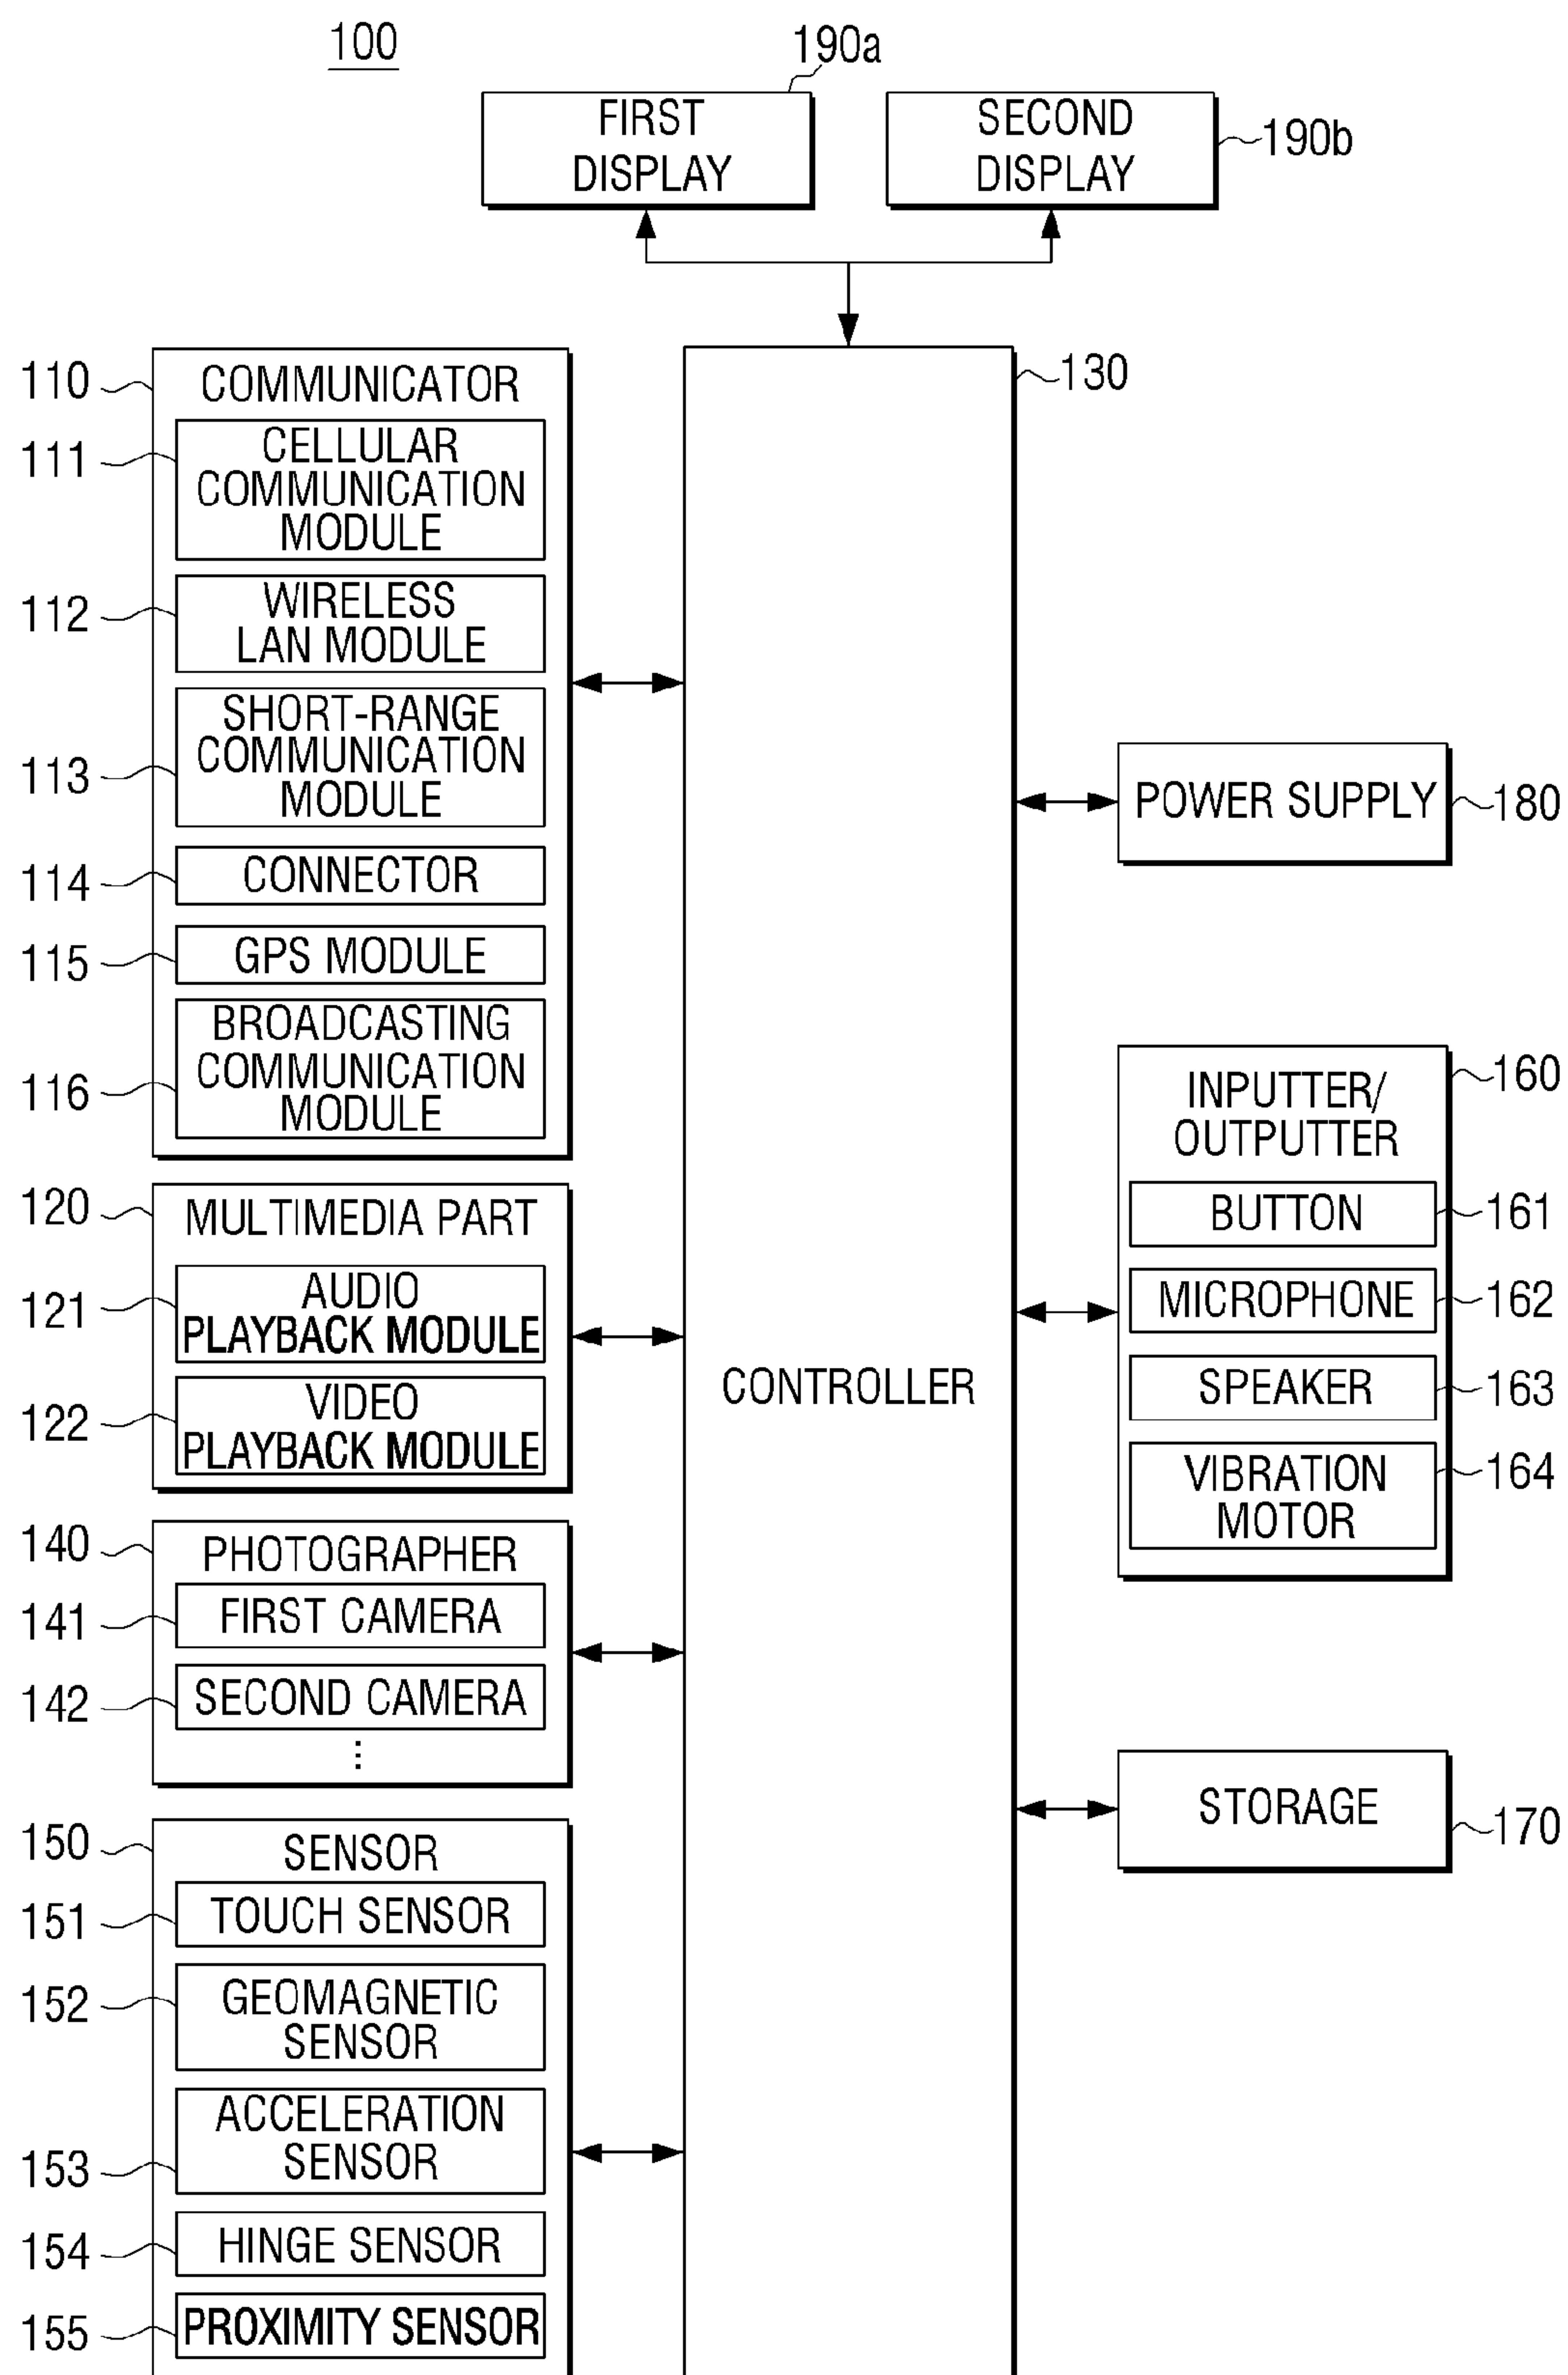 100
190a
FIRST
DISPLAY
SECOND
DISPLAY
190b
110
COMMUNICATOR
111
CELLULAR
COMMUNICATION
MODULE
112
WIRELESS
LAN MODULE
113
SHORT-RANGE
COMMUNICATION
MODULE
114
CONNECTOR
115
GPS MODULE
116
BROADCASTING
COMMUNICATION
MODULE
120
MULTIMEDIA PART
121
AUDIO
PLAYBACK MODULE
122
VIDEO
PLAYBACK MODULE
140
PHOTOGRAPHER
141
FIRST CAMERA
142
SECOND CAMERA
⋮
150
SENSOR
151
TOUCH SENSOR
152
GEOMAGNETIC
SENSOR
153
ACCELERATION
SENSOR
154
HINGE SENSOR
155
PROXIMITY SENSOR
130
CONTROLLER
POWER SUPPLY
180
160
INPUTTER/
OUTPUTTER
BUTTON
161
MICROPHONE
162
SPEAKER
163
VIBRATION
MOTOR
164
STORAGE
170